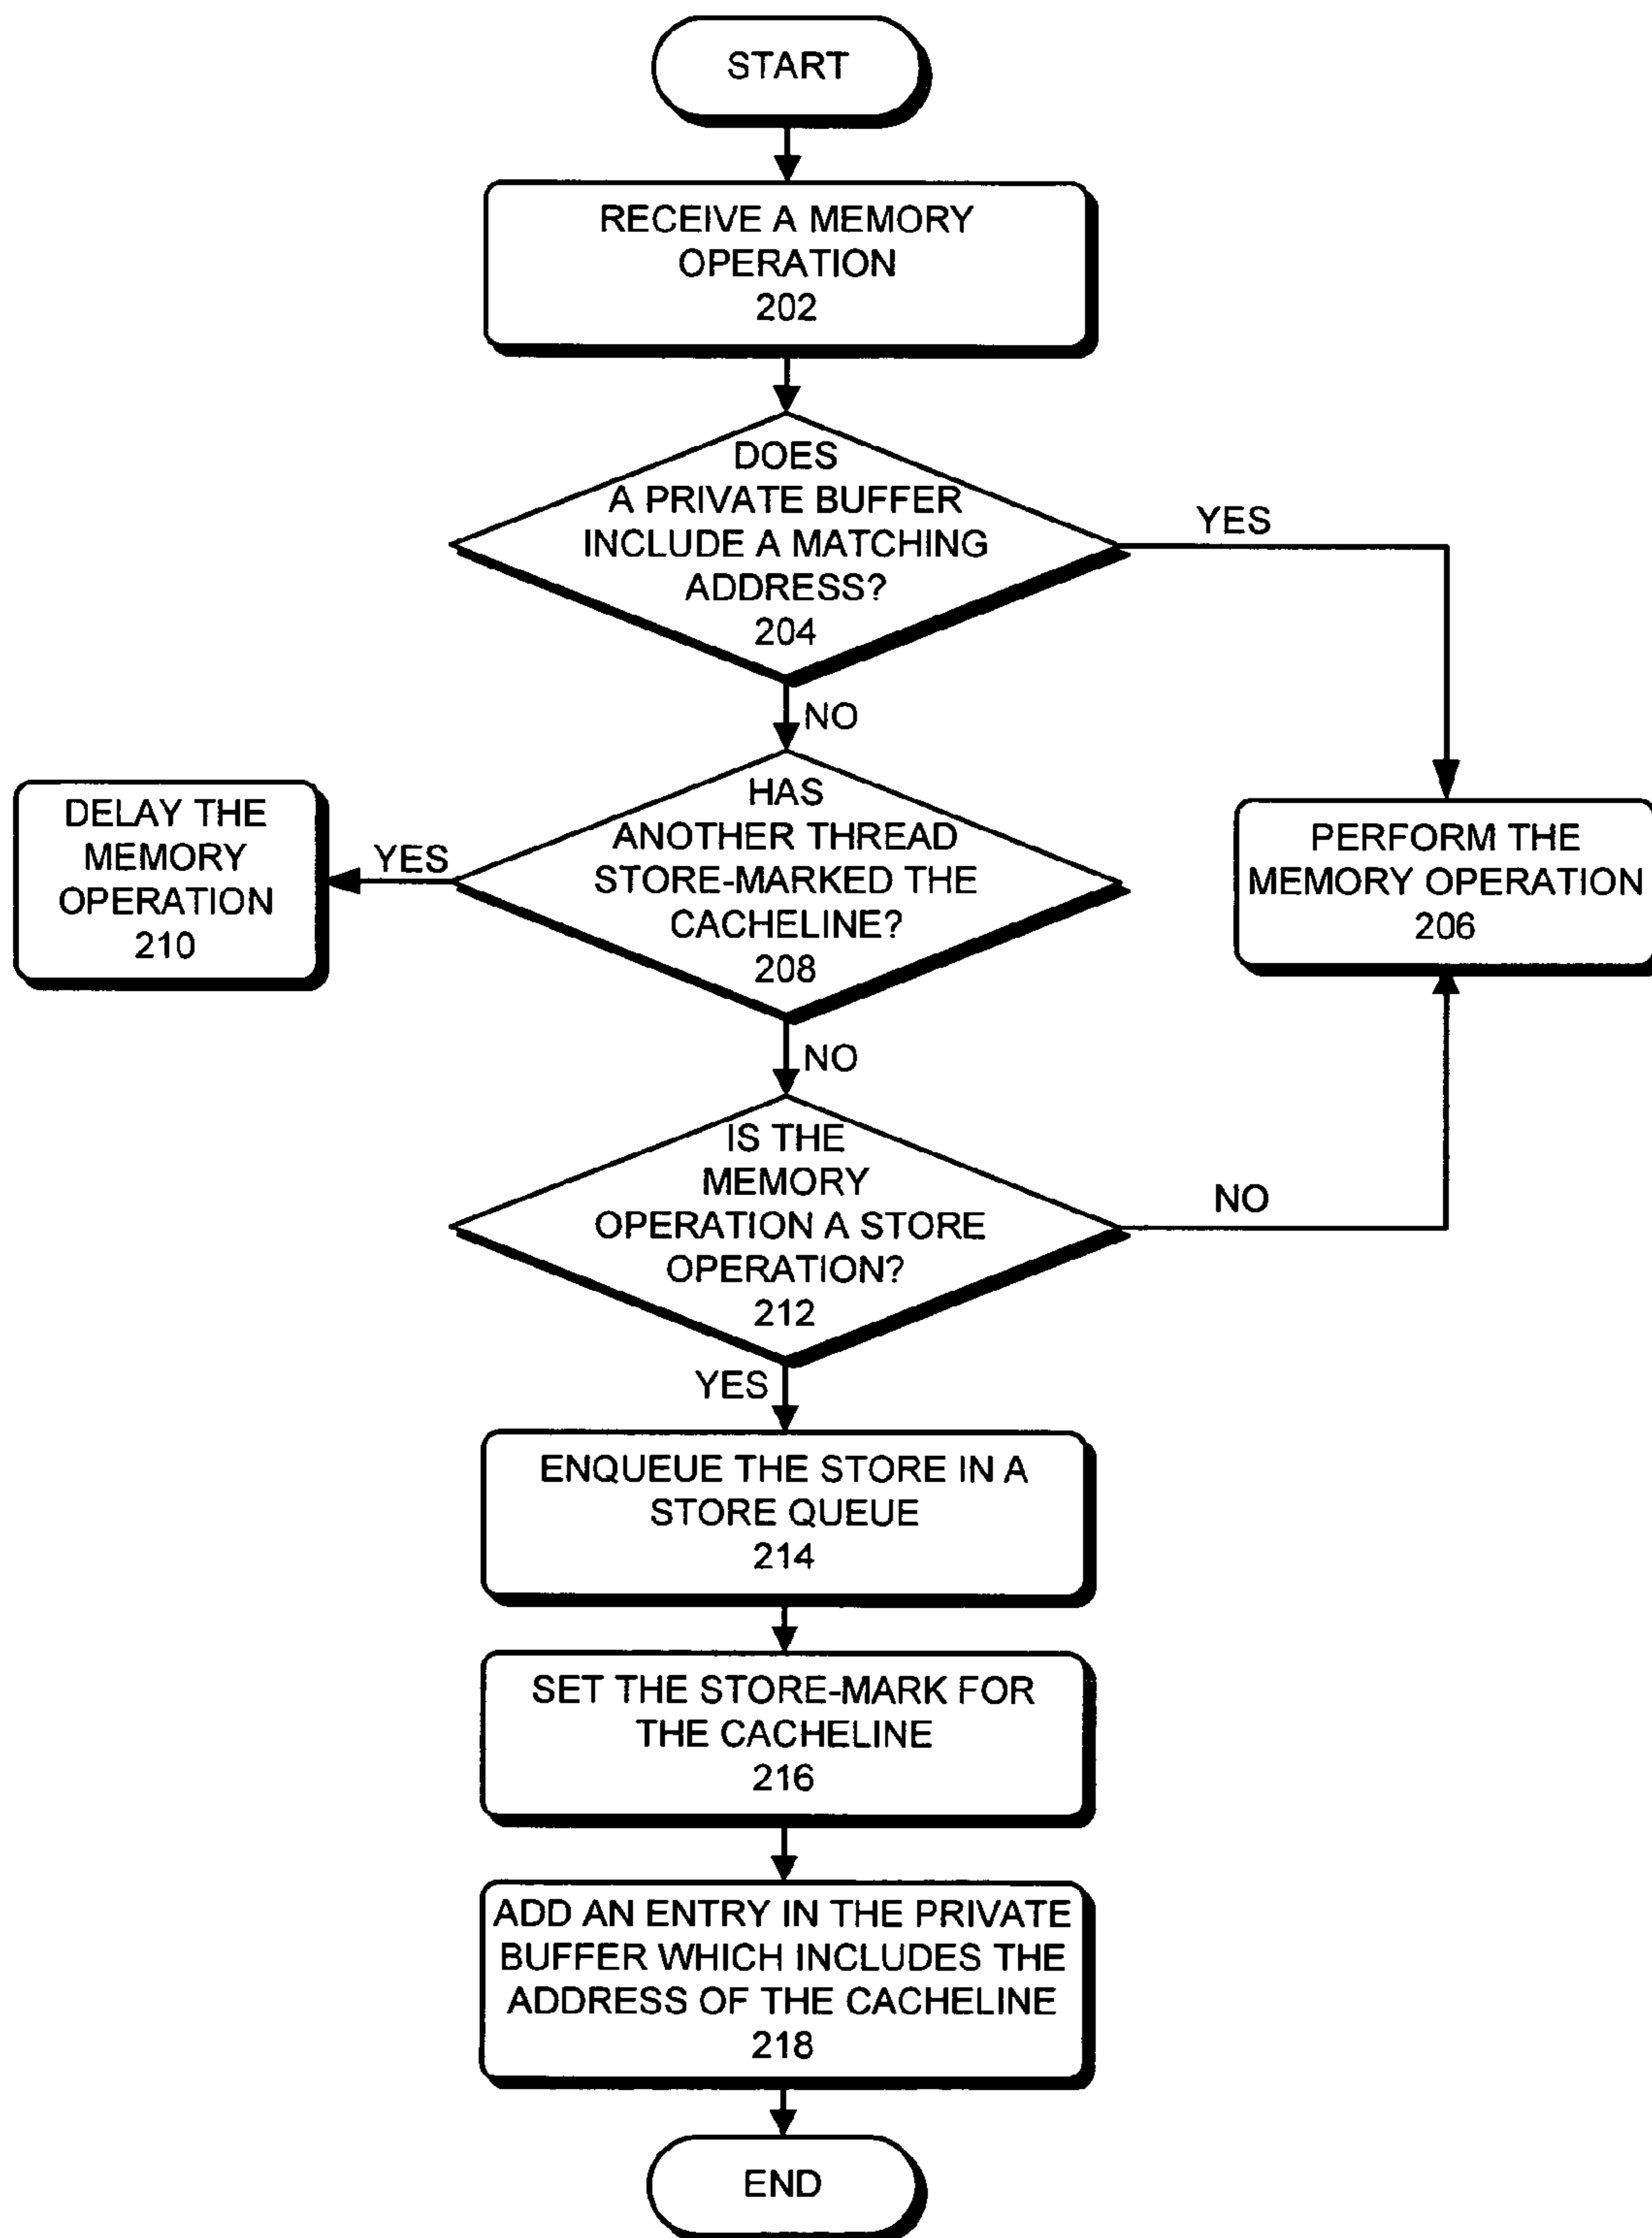 START
RECEIVE A MEMORY
OPERATION
202
DOES
A PRIVATE BUFFER
INCLUDE A MATCHING
ADDRESS?
204
YES
NO
HAS
ANOTHER THREAD
STORE-MARKED THE
CACHELINE?
208
YES
DELAY THE
MEMORY
OPERATION
210
PERFORM THE
MEMORY OPERATION
206
NO
IS THE
MEMORY
OPERATION A STORE
OPERATION?
212
NO
YES
ENQUEUE THE STORE IN A
STORE QUEUE
214
SET THE STORE-MARK FOR
THE CACHELINE
216
ADD AN ENTRY IN THE PRIVATE
BUFFER WHICH INCLUDES THE
ADDRESS OF THE CACHELINE
218
END